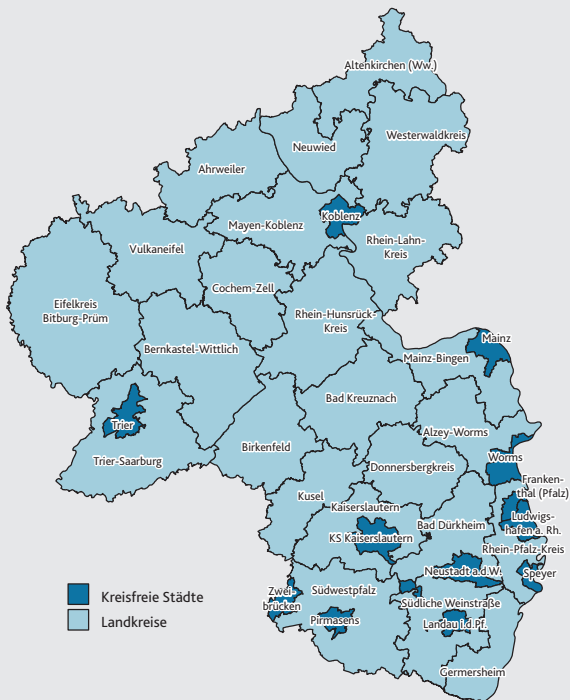 Altenkirchen (Ww.)
Westerwaldkreis
Neuwied
Ahrweiler
Koblenz
Mayen-Koblenz
Rhein-Lahn-
Kreis
Vulkaneifel
Cochem-Zell
Eifelkreis
Bitburg-Prüm
Rhein-Hunsrück-
Kreis
Bernkastel-Wittlich
Mainz
Mainz-Bingen
Bad Kreuznach
Trier
Alzey-Worms
Trier-Saarburg
Birkenfeld
Donnersbergkreis
Worms
Franken-
thal (Pfalz)
Kusel
Kaiserslautern
Ludwigs-
hafen a. Rh.
Bad Dürkheim
KS Kaiserslautern
Rhein-Pfalz-Kreis
Neustadt a.d.W.
Speyer
Zwei-
brücken
Südwestpfalz
Südliche Weinstraße
Pirmasens
Landau i.d.Pf.
Germersheim
Kreisfreie Städte
Landkreise